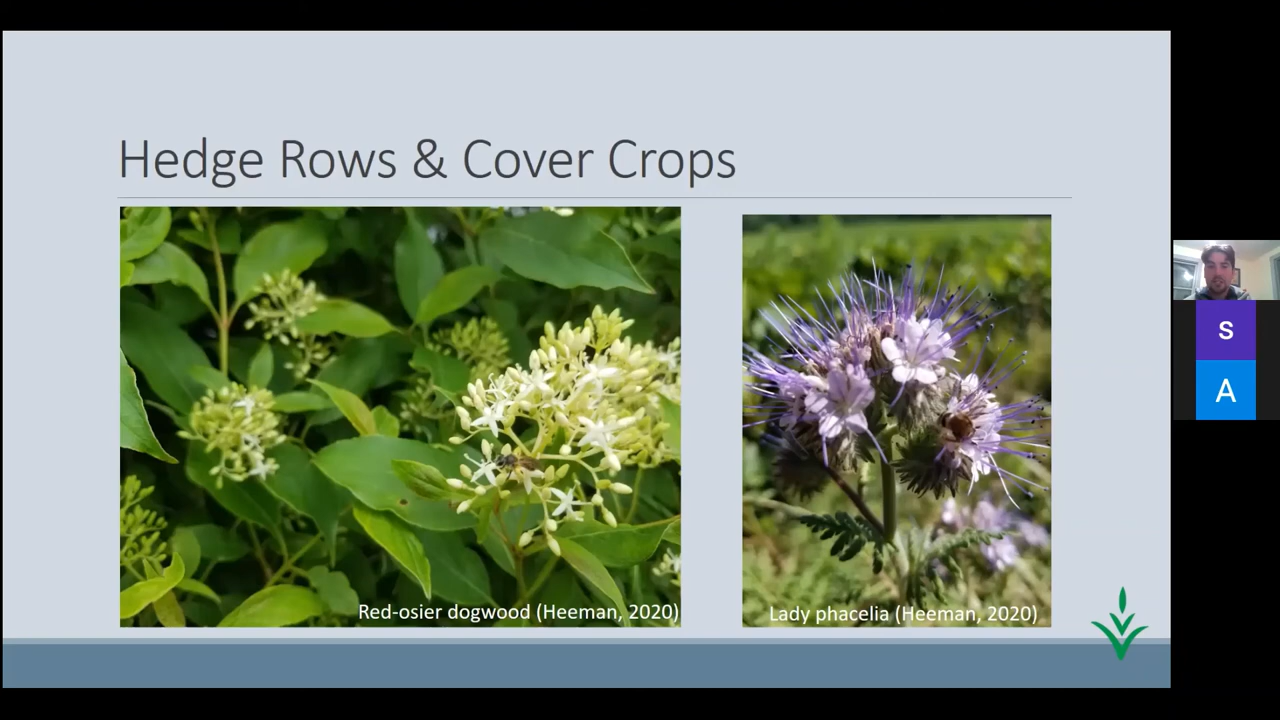 Hedge Rows & Cover Crops
Red-osier dogwood (Heeman, 2020)
Lady phacelia (Heeman, 2020)
S
A